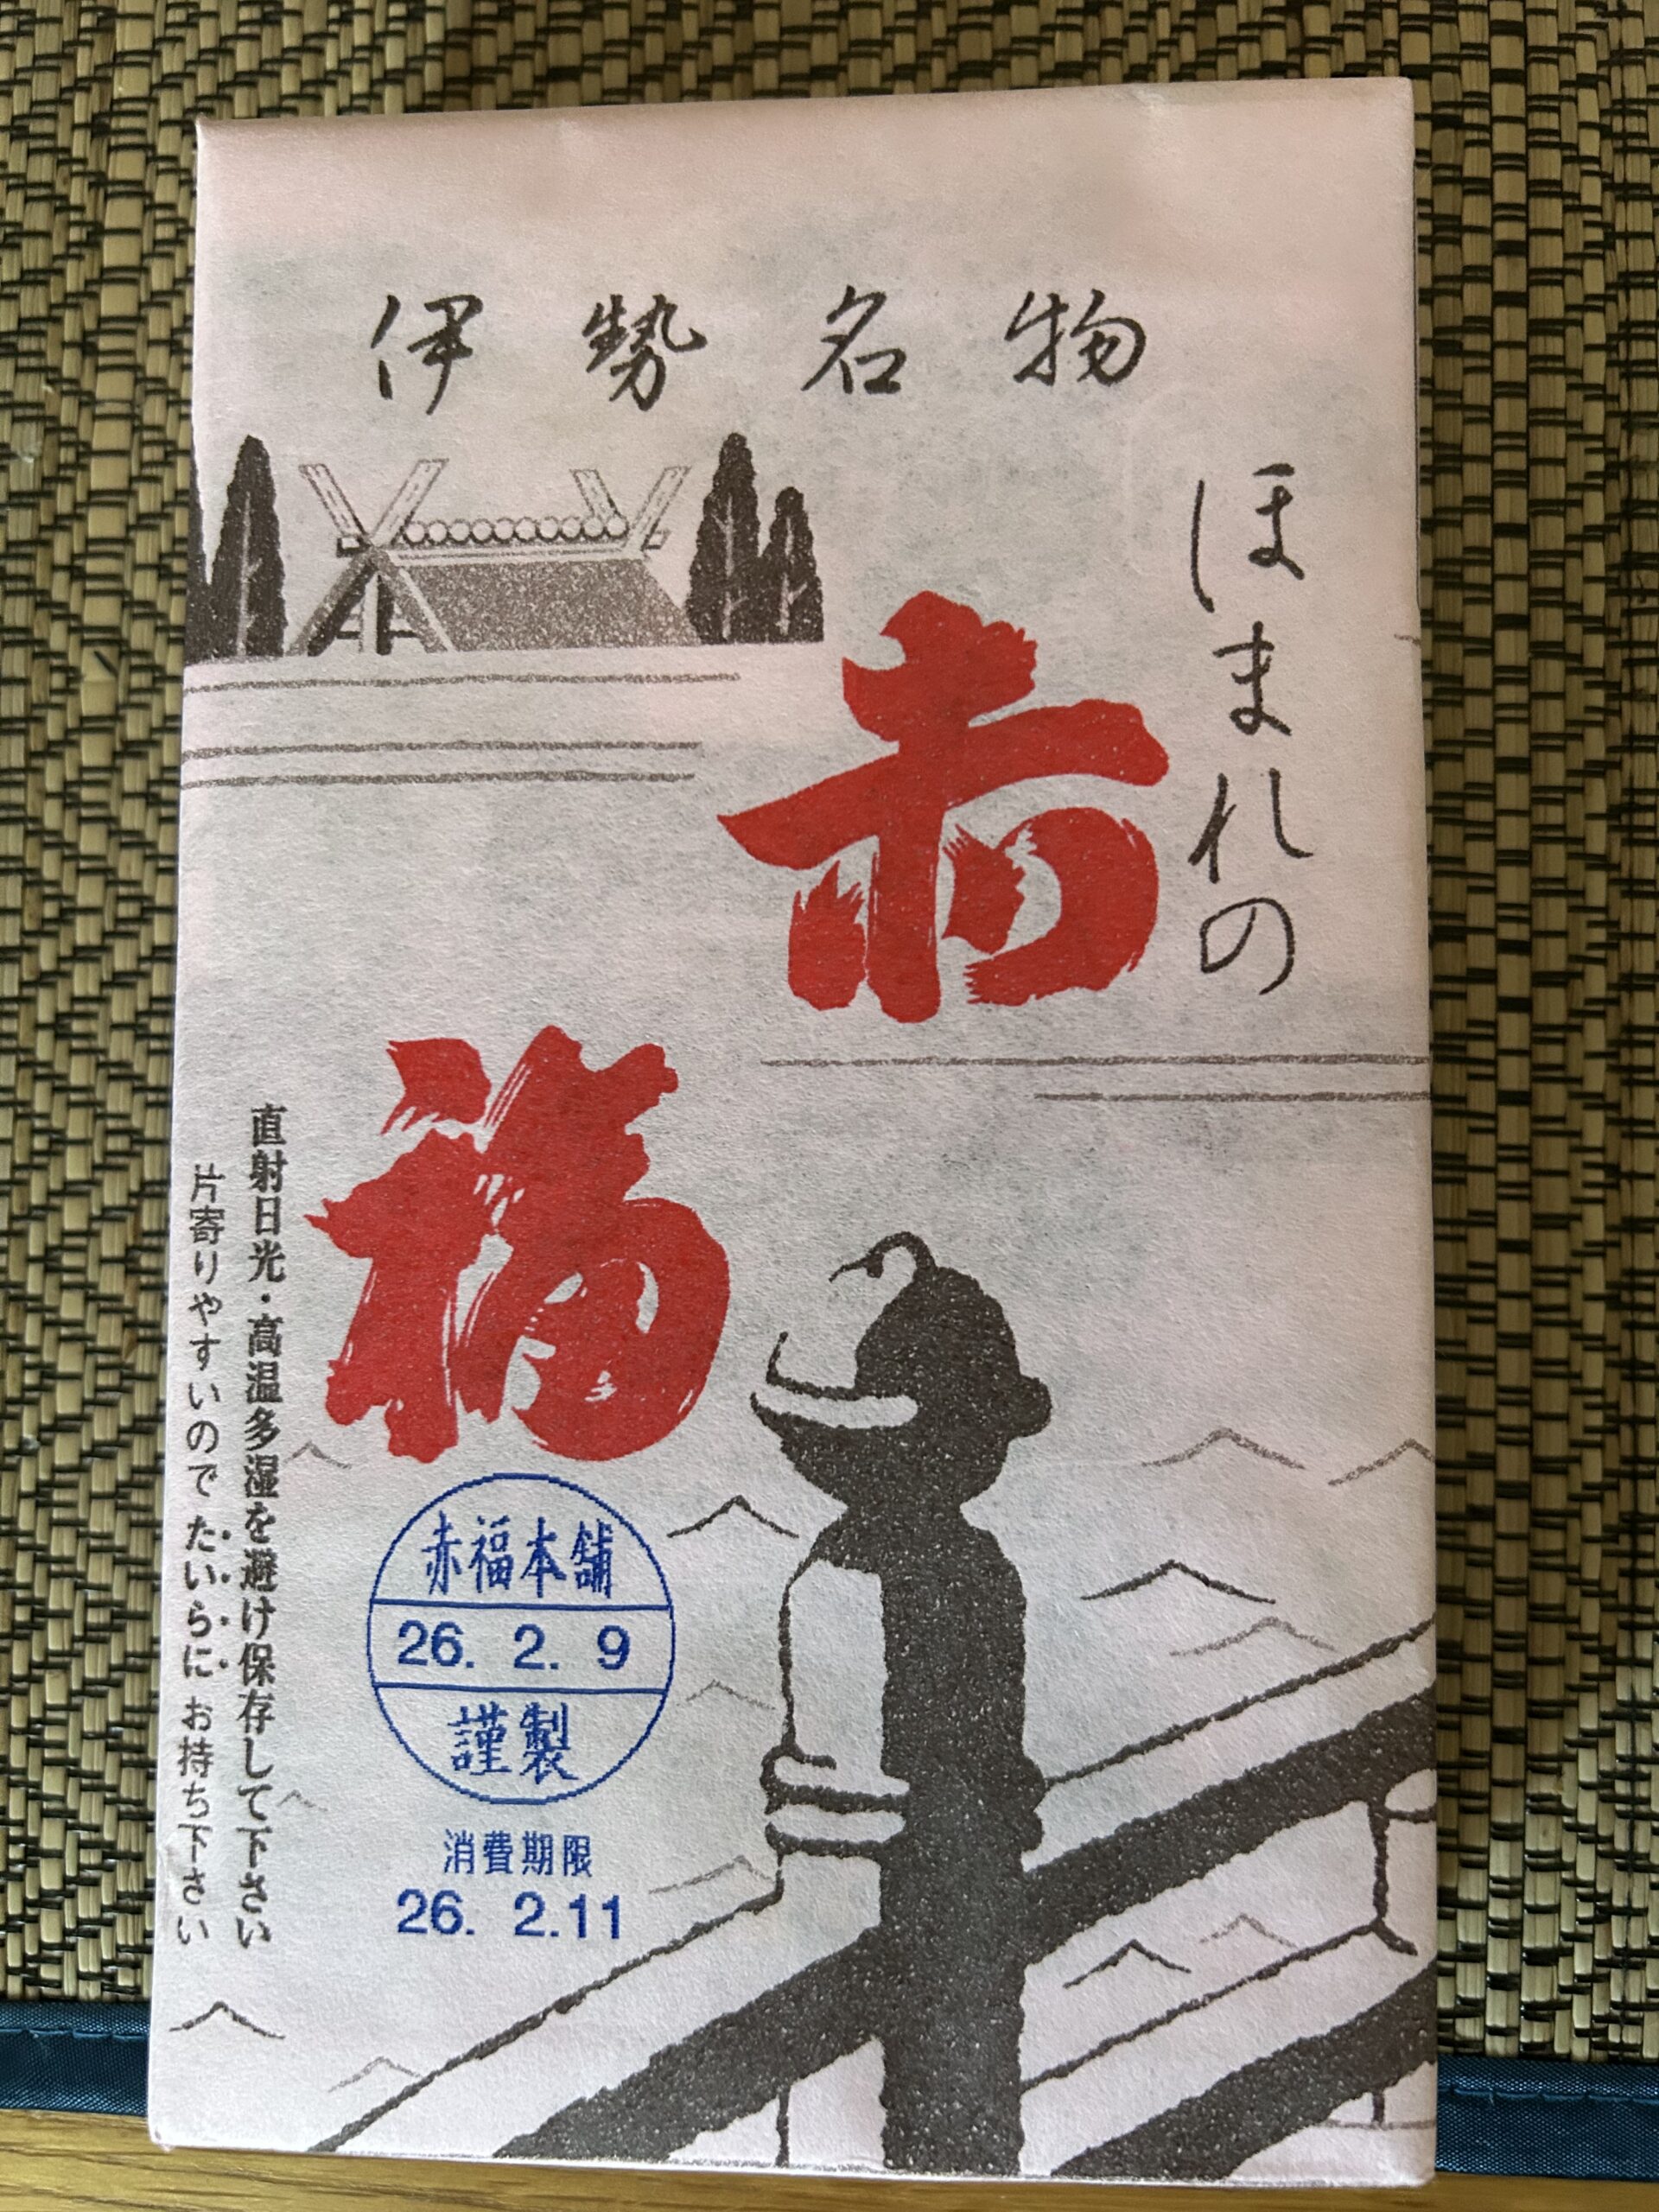 伊勢名物
ほまれの
赤
福
直射日光・高温多湿を避け保存して下さい
片寄りやすいのでたいらにお持ち下さい
赤福本舗
26. 2. 9
謹製
消費期限
26. 2.11